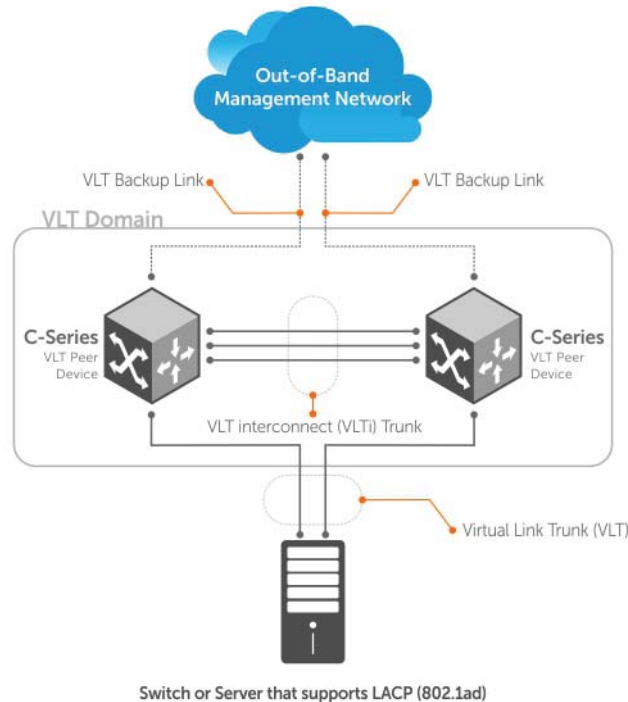 Out-of-Band
Management Network
VLT Backup Link
VLT Backup Link
VLT Domain
C-Series
VLT Peer
Device
C-Series
VLT Peer
Device
VLT interconnect (VLTi) Trunk
Virtual Link Trunk (VLT)
Switch or Server that supports LACP (802.1ad)